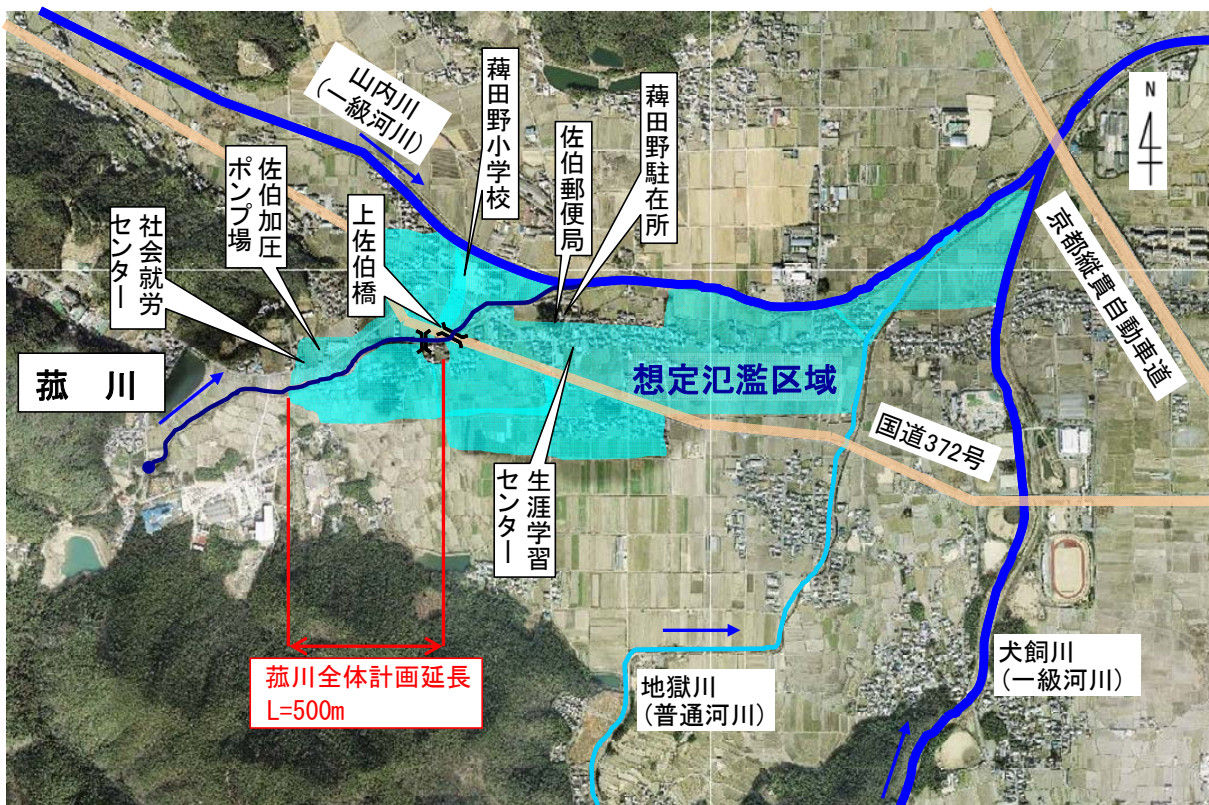 山内川
（一級河川）
薭田野小学校
佐伯郵便局
薭田野駐在所
N
佐伯加圧
ポンプ場
社会就労
センター
上佐伯橋
京都縦貫自動車道
菰　川
想定氾濫区域
国道372号
生涯学習
センター
菰川全体計画延長
L=500m
地獄川
（普通河川）
犬飼川
（一級河川）